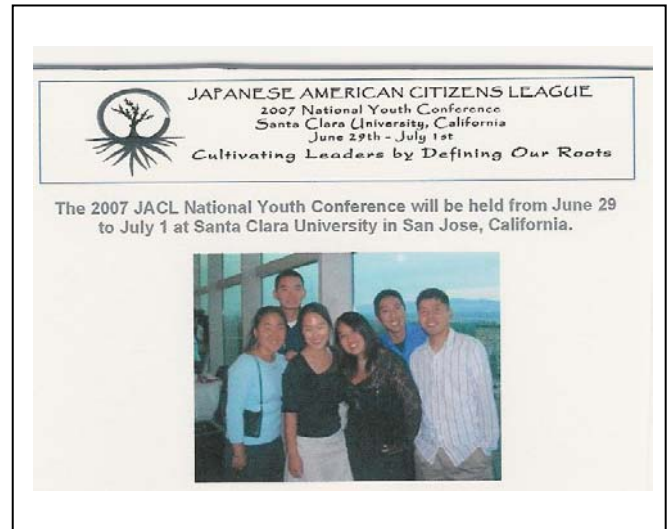 JAPANESE AMERICAN CITIZENS LEAGUE
2007 National Youth Conference
Santa Clara University, California
June 29th - July 1st
Cultivating Leaders by Defining Our Roots
The 2007 JACL National Youth Conference will be held from June 29
to July 1 at Santa Clara University in San Jose, California.